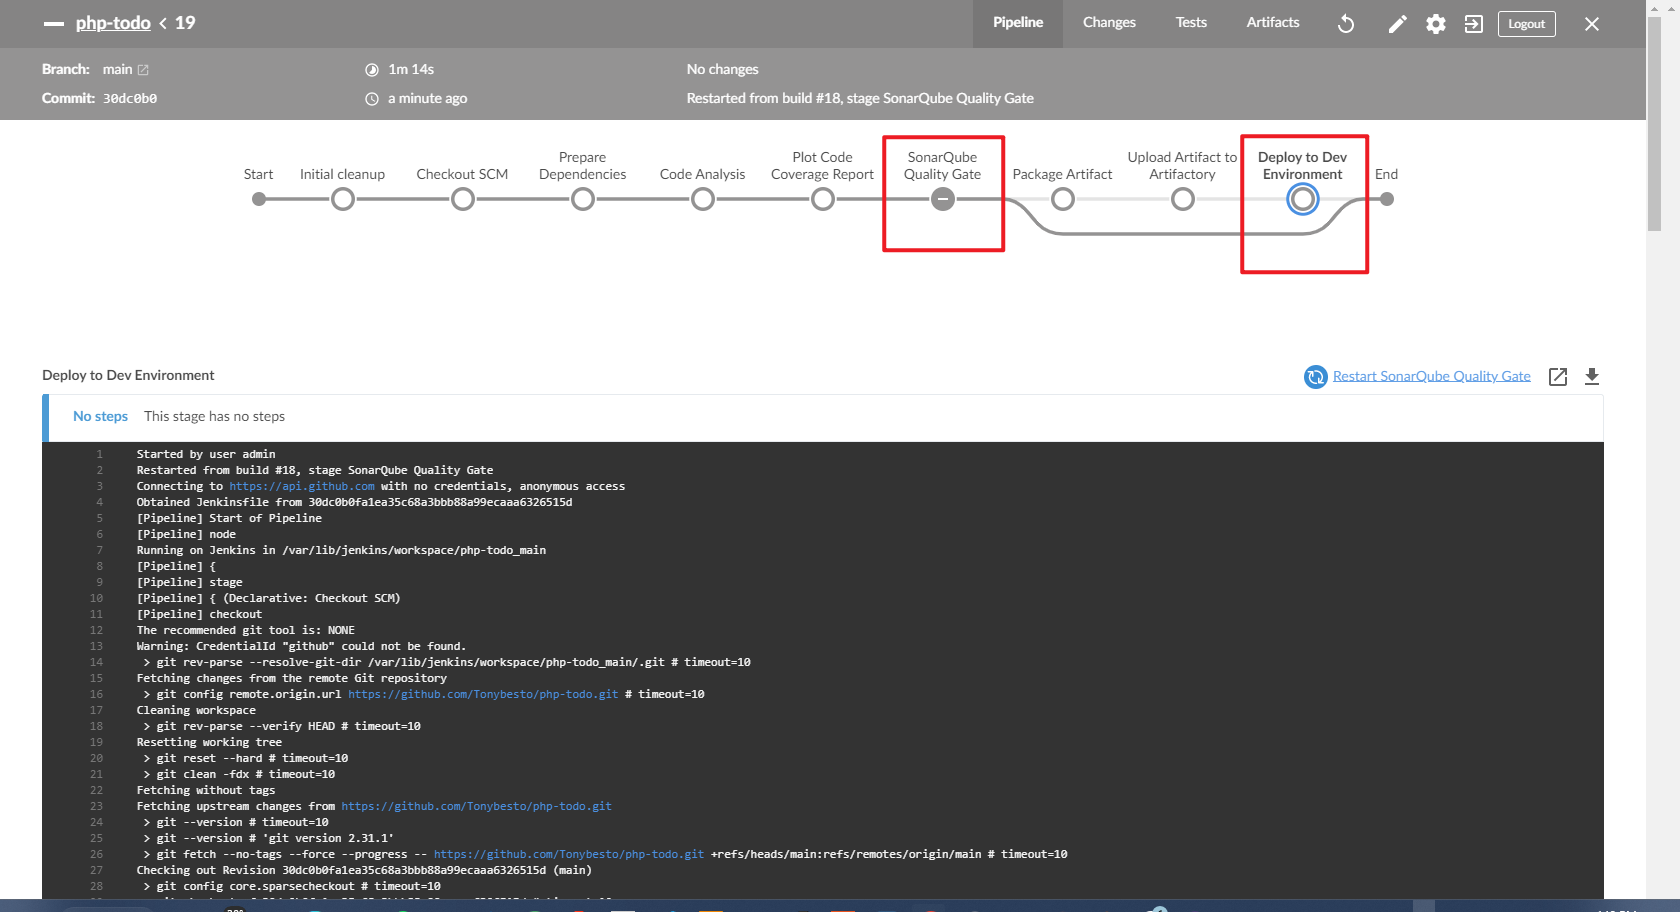 php-todo < 19
Pipeline
Changes
Tests
Artifacts
Logout
Branch: main
1m 14s
No changes
Commit: 30dc0b0
a minute ago
Restarted from build #18, stage SonarQube Quality Gate
Start
Initial cleanup
Checkout SCM
Prepare
Dependencies
Code Analysis
Plot Code
Coverage Report
SonarQube
Quality Gate
Package Artifact
Upload Artifact to
Artifactory
Deploy to Dev
Environment
End
Deploy to Dev Environment
Restart SonarQube Quality Gate
No steps This stage has no steps
1 Started by user admin
2 Restarted from build #18, stage SonarQube Quality Gate
3 Connecting to https://api.github.com with no credentials, anonymous access
4 Obtained Jenkinsfile from 30dc0b0fa1ea35c68a3bbb88a99ecaaa6326515d
5 [Pipeline] Start of Pipeline
6 [Pipeline] node
7 Running on Jenkins in /var/lib/jenkins/workspace/php-todo_main
8 [Pipeline] {
9 [Pipeline] stage
10 [Pipeline] { (Declarative: Checkout SCM)
11 [Pipeline] checkout
12 The recommended git tool is: NONE
13 Warning: CredentialId "github" could not be found.
14 > git rev-parse --resolve-git-dir /var/lib/jenkins/workspace/php-todo_main/.git # timeout=10
15 Fetching changes from the remote Git repository
16 > git config remote.origin.url https://github.com/Tonybesto/php-todo.git # timeout=10
17 Cleaning workspace
18 > git rev-parse --verify HEAD # timeout=10
19 Resetting working tree
20 > git reset --hard # timeout=10
21 > git clean -fdx # timeout=10
22 Fetching without tags
23 Fetching upstream changes from https://github.com/Tonybesto/php-todo.git
24 > git --version # timeout=10
25 > git --version # 'git version 2.31.1'
26 > git fetch --no-tags --force --progress -- https://github.com/Tonybesto/php-todo.git +refs/heads/main:refs/remotes/origin/main # timeout=10
27 Checking out Revision 30dc0b0fa1ea35c68a3bbb88a99ecaaa6326515d (main)
28 > git config core.sparsecheckout # timeout=10